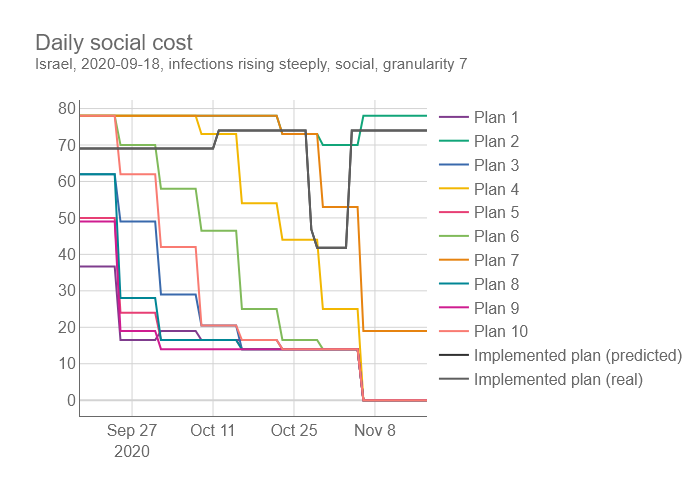 Daily social cost
Israel, 2020-09-18, infections rising steeply, social, granularity 7
80
70
60
50
40
30
20
10
0
Sep 27
2020
Oct 11
Oct 25
Nov 8
Plan 1
Plan 2
Plan 3
Plan 4
Plan 5
Plan 6
Plan 7
Plan 8
Plan 9
Plan 10
Implemented plan (predicted)
Implemented plan (real)